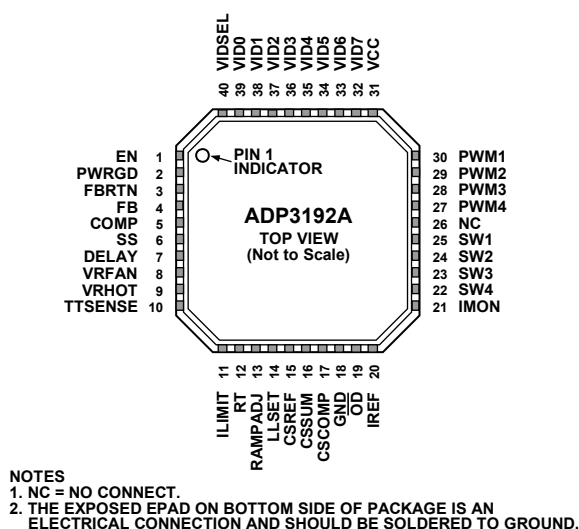 VIDSEL
VID0
VID1
VID2
VID3
VID4
VID5
VID6
VID7
VCC
40 39 38 37 36 35 34 33 32 31
EN 1
PWRGD 2
FBRTN 3
FB 4
COMP 5
SS 6
DELAY 7
VRFAN 8
VRHOT 9
TTSENSE 10
PIN 1
INDICATOR
ADP3192A
TOP VIEW
(Not to Scale)
30 PWM1
29 PWM2
28 PWM3
27 PWM4
26 NC
25 SW1
24 SW2
23 SW3
22 SW4
21 IMON
11 12 13 14 15 16 17 18 19 20
ILIMIT
RT
RAMPADJ
LLSET
CSREF
CSSUM
CSCOMP
GND
OD
IREF
NOTES
1. NC = NO CONNECT.
2. THE EXPOSED EPAD ON BOTTOM SIDE OF PACKAGE IS AN
ELECTRICAL CONNECTION AND SHOULD BE SOLDERED TO GROUND.